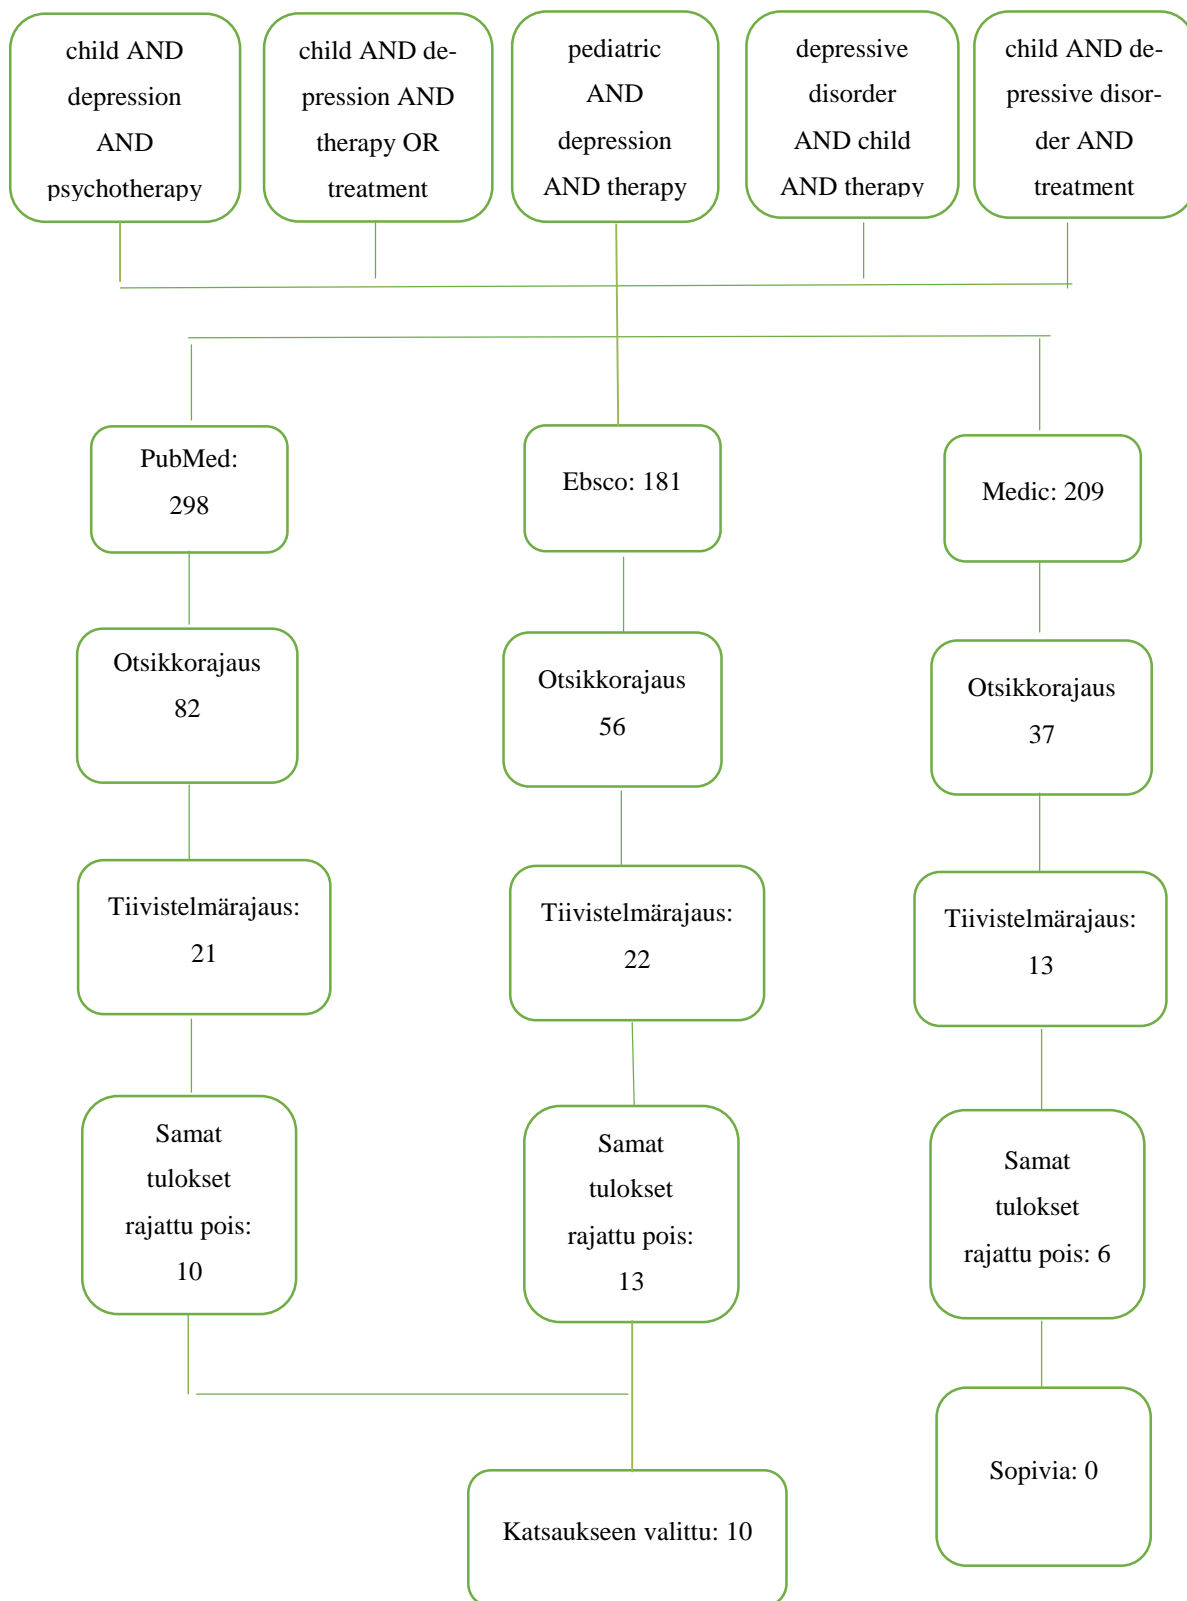 child AND
depression
AND
psychotherapy
child AND de-
pression AND
therapy OR
treatment
pediatric
AND
depression
AND therapy
depressive
disorder
AND child
AND therapy
child AND de-
pressive disor-
der AND
treatment
PubMed:
298
Ebsco: 181
Medic: 209
Otsikkorajaus
82
Otsikkorajaus
56
Otsikkorajaus
37
Tiivistelmärajaus:
21
Tiivistelmärajaus:
22
Tiivistelmärajaus:
13
Samat
tulokset
rajattu pois:
10
Samat
tulokset
rajattu pois:
13
Samat
tulokset
rajattu pois: 6
Sopivia: 0
Katsaukseen valittu: 10